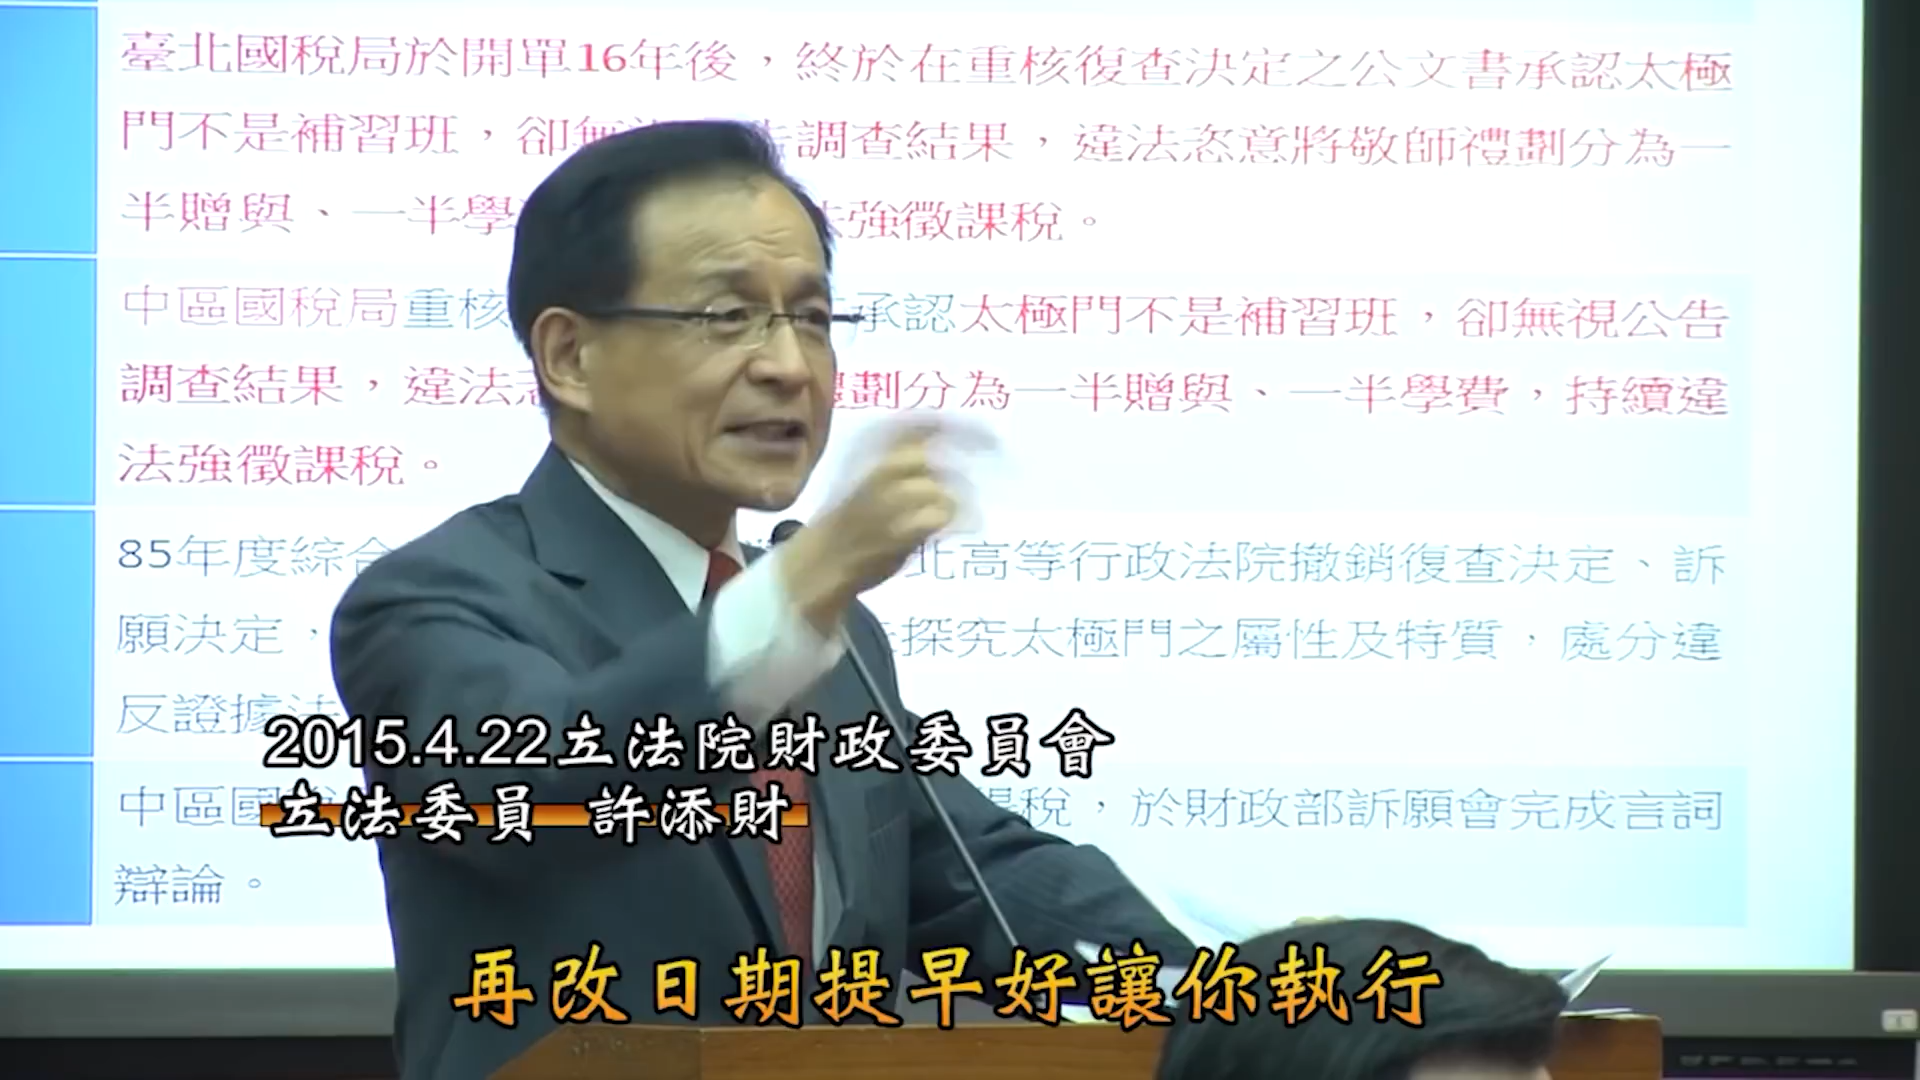 臺北國稅局於開單16年後，終於在重核復查決定之公文書承認太極
門不是補習班，卻無 告調查結果，違法恣意將敬師禮劃分為一
半贈與、一半學 強徵課稅。
中區國稅局重核 承認太極門不是補習班，卻無視公告
調查結果，違法 劃分為一半贈與、一半學費，持續違
法強徵課稅。
85年度綜合 北高等行政法院撤銷復查決定、訴
願決定， 探究太極門之屬性及特質，處分違
反證據法
中區國 稅，於財政部訴願會完成言詞
辯論。
2015.4.22立法院財政委員會
立法委員 許添財
再改日期提早好讓你執行